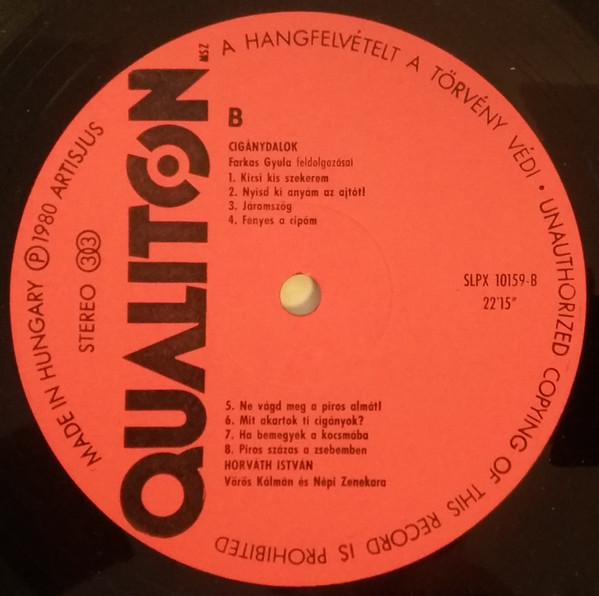 A HANGFELVÉTELT A TÖRVÉNY VÉDI • UNAUTHORIZED COPYING OF THIS RECORD IS PROHIBITED
MADE IN HUNGARY Ⓟ 1980 ARTISJUS
STEREO 33
QUALITON
MSZ
B
CIGÁNYDALOK
Farkas Gyula feldolgozásai
1. Kicsi kis szekerem
2. Nyisd ki anyám az ajtót!
3. Járomszög
4. Fényes a cipőm
SLPX 10159-B
22'15"
5. Ne vágd meg a piros almát!
6. Mit akartok ti cigányok?
7. Ha bemegyek a kocsmába
8. Piros százas a zsebemben
HORVÁTH ISTVÁN
Vörös Kálmán és Népi Zenekara